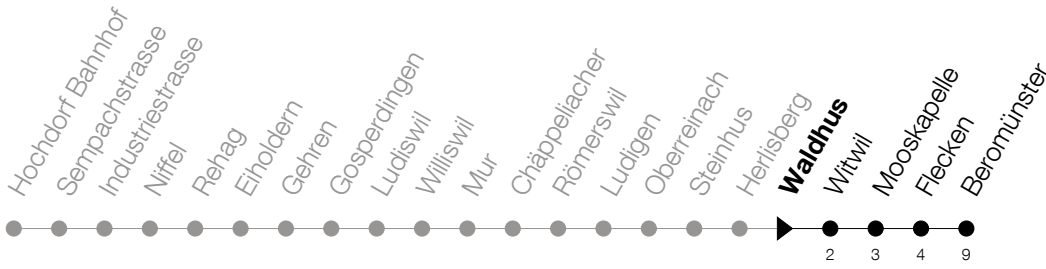 Hochdorf Bahnhof
Sempachstrasse
Industriestrasse
Niffel
Rehag
Eiholdern
Gehren
Gosperdingen
Ludiswil
Williswil
Mur
Chäppeliacher
Römerswil
Ludigen
Oberreinach
Steinhus
Herlisberg
Waldhus
Witwil
Mooskapelle
Flecken
Beromünster
2 3 4 9